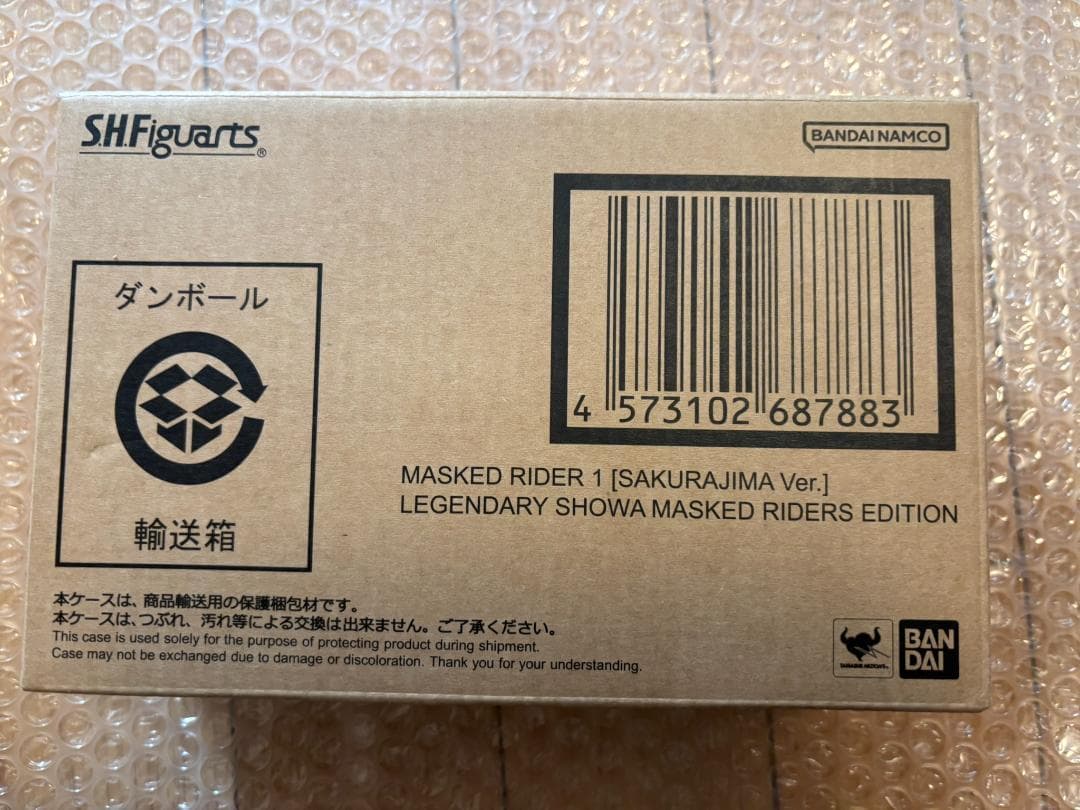 S.H.Figuarts®
BANDAI NAMCO
ダンボール
輸送箱
4 573102 687883
MASKED RIDER 1 [SAKURAJIMA Ver.]
LEGENDARY SHOWA MASKED RIDERS EDITION
本ケースは、商品輸送用の保護梱包材です。
本ケースは、つぶれ、汚れ等による交換は出来ません。ご了承ください。
This case is used solely for the purpose of protecting product during shipment.
Case may not be exchanged due to damage or discoloration. Thank you for your understanding.
TAMASHII NATIONS
BAN
DAI